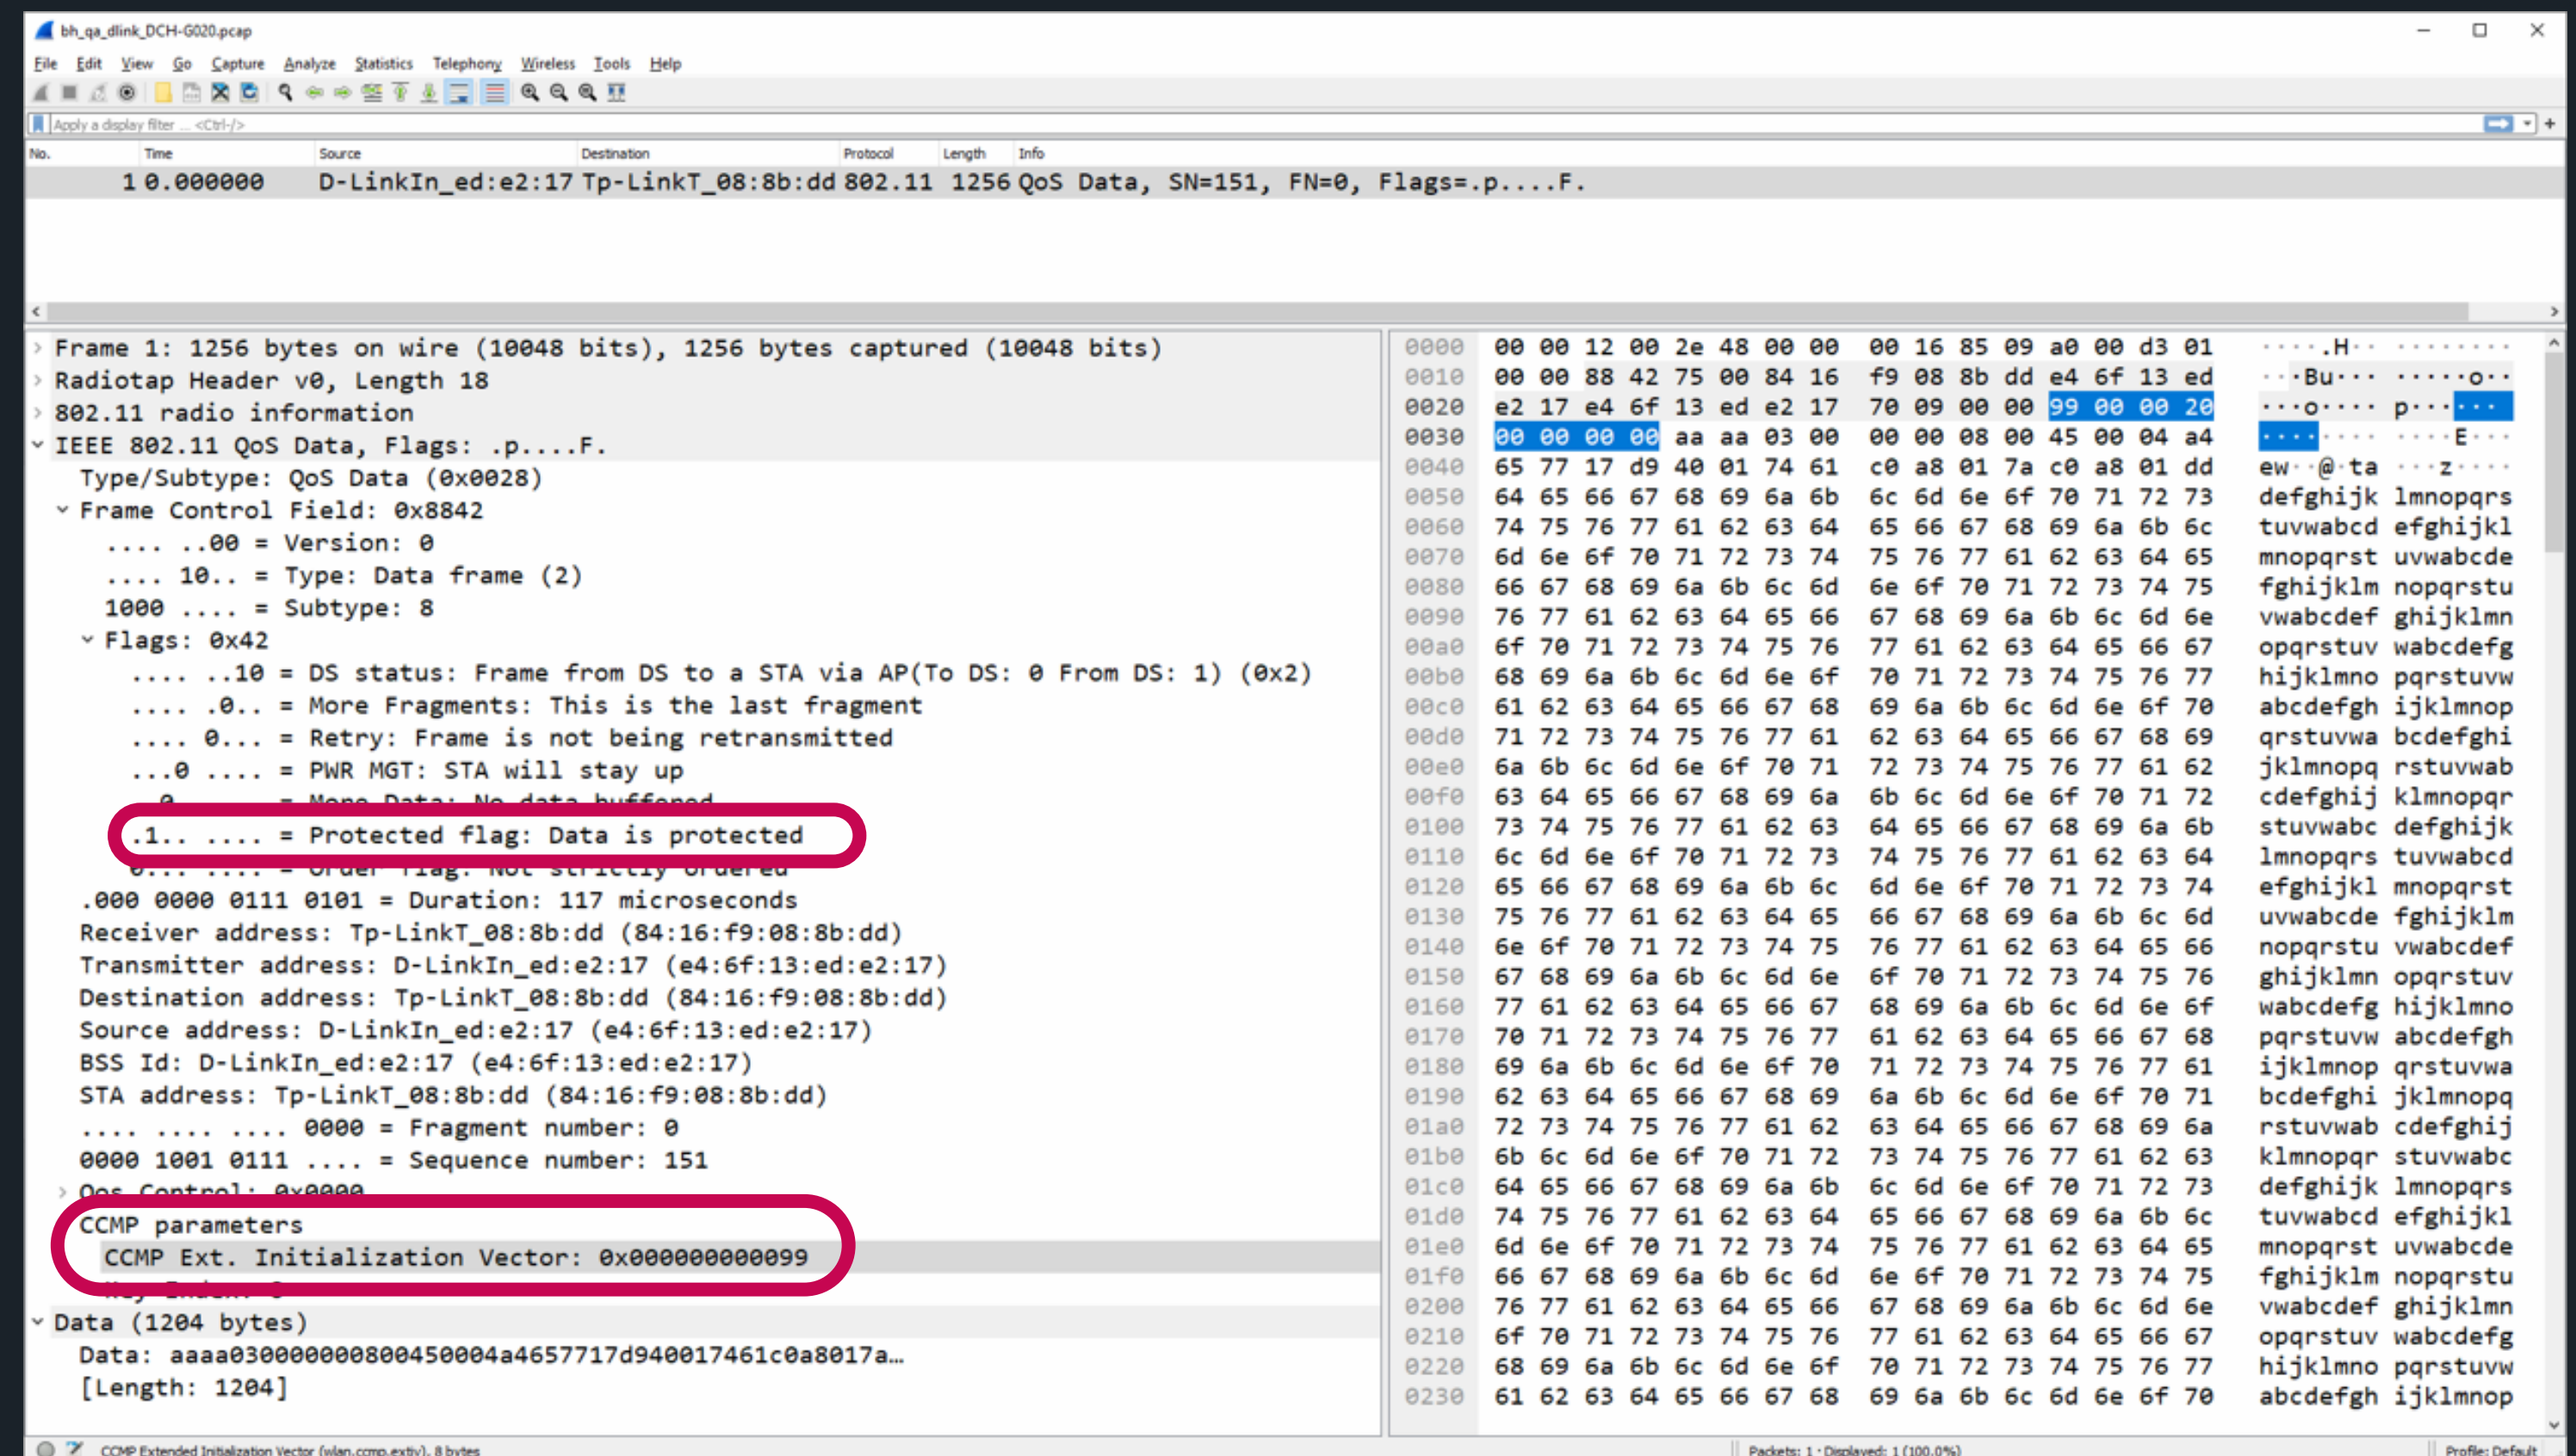 bh_qa_dlink_DCH-G020.pcap
File Edit View Go Capture Analyze Statistics Telephony Wireless Tools Help
Apply a display filter ... <Ctrl-/>
No. Time Source Destination Protocol Length Info
1 0.000000 D-LinkIn_ed:e2:17 Tp-LinkT_08:8b:dd 802.11 1256 QoS Data, SN=151, FN=0, Flags=.p....F.
Frame 1: 1256 bytes on wire (10048 bits), 1256 bytes captured (10048 bits)
Radiotap Header v0, Length 18
802.11 radio information
IEEE 802.11 QoS Data, Flags: .p....F.
Type/Subtype: QoS Data (0x0028)
Frame Control Field: 0x8842
.... ..00 = Version: 0
.... 10.. = Type: Data frame (2)
1000 .... = Subtype: 8
Flags: 0x42
.... ..10 = DS status: Frame from DS to a STA via AP(To DS: 0 From DS: 1) (0x2)
.... .0.. = More Fragments: This is the last fragment
.... 0... = Retry: Frame is not being retransmitted
...0 .... = PWR MGT: STA will stay up
..0. .... = More Data: No data buffered
.1.. .... = Protected flag: Data is protected
0... .... = Order flag: Not strictly ordered
.000 0000 0111 0101 = Duration: 117 microseconds
Receiver address: Tp-LinkT_08:8b:dd (84:16:f9:08:8b:dd)
Transmitter address: D-LinkIn_ed:e2:17 (e4:6f:13:ed:e2:17)
Destination address: Tp-LinkT_08:8b:dd (84:16:f9:08:8b:dd)
Source address: D-LinkIn_ed:e2:17 (e4:6f:13:ed:e2:17)
BSS Id: D-LinkIn_ed:e2:17 (e4:6f:13:ed:e2:17)
STA address: Tp-LinkT_08:8b:dd (84:16:f9:08:8b:dd)
.... .... .... 0000 = Fragment number: 0
0000 1001 0111 .... = Sequence number: 151
Qos Control: 0x0000
CCMP parameters
CCMP Ext. Initialization Vector: 0x000000000099
Data (1204 bytes)
Data: aaaa030000000800450004a4657717d940017461c0a8017a…
[Length: 1204]
0000 00 00 12 00 2e 48 00 00 00 16 85 09 a0 00 d3 01 ·····.H·· ········
0010 00 00 88 42 75 00 84 16 f9 08 8b dd e4 6f 13 ed ···Bu··· ·····o··
0020 e2 17 e4 6f 13 ed e2 17 70 09 00 00 99 00 00 20 ···o···· p······ 
0030 00 00 00 00 aa aa 03 00 00 00 08 00 45 00 04 a4 ········ ····E···
0040 65 77 17 d9 40 01 74 61 c0 a8 01 7a c0 a8 01 dd ew··@·ta ···z····
0050 64 65 66 67 68 69 6a 6b 6c 6d 6e 6f 70 71 72 73 defghijk lmnopqrs
0060 74 75 76 77 61 62 63 64 65 66 67 68 69 6a 6b 6c tuvwabcd efghijkl
0070 6d 6e 6f 70 71 72 73 74 75 76 77 61 62 63 64 65 mnopqrst uvwabcde
0080 66 67 68 69 6a 6b 6c 6d 6e 6f 70 71 72 73 74 75 fghijklm nopqrstu
0090 76 77 61 62 63 64 65 66 67 68 69 6a 6b 6c 6d 6e vwabcdef ghijklmn
00a0 6f 70 71 72 73 74 75 76 77 61 62 63 64 65 66 67 opqrstuv wabcdefg
00b0 68 69 6a 6b 6c 6d 6e 6f 70 71 72 73 74 75 76 77 hijklmno pqrstuvw
00c0 61 62 63 64 65 66 67 68 69 6a 6b 6c 6d 6e 6f 70 abcdefgh ijklmnop
00d0 71 72 73 74 75 76 77 61 62 63 64 65 66 67 68 69 qrstuvwa bcdefghi
00e0 6a 6b 6c 6d 6e 6f 70 71 72 73 74 75 76 77 61 62 jklmnopq rstuvwab
00f0 63 64 65 66 67 68 69 6a 6b 6c 6d 6e 6f 70 71 72 cdefghij klmnopqr
0100 73 74 75 76 77 61 62 63 64 65 66 67 68 69 6a 6b stuvwabc defghijk
0110 6c 6d 6e 6f 70 71 72 73 74 75 76 77 61 62 63 64 lmnopqrs tuvwabcd
0120 65 66 67 68 69 6a 6b 6c 6d 6e 6f 70 71 72 73 74 efghijkl mnopqrst
0130 75 76 77 61 62 63 64 65 66 67 68 69 6a 6b 6c 6d uvwabcde fghijklm
0140 6e 6f 70 71 72 73 74 75 76 77 61 62 63 64 65 66 nopqrstu vwabcdef
0150 67 68 69 6a 6b 6c 6d 6e 6f 70 71 72 73 74 75 76 ghijklmn opqrstuv
0160 77 61 62 63 64 65 66 67 68 69 6a 6b 6c 6d 6e 6f wabcdefg hijklmno
0170 70 71 72 73 74 75 76 77 61 62 63 64 65 66 67 68 pqrstuvw abcdefgh
0180 69 6a 6b 6c 6d 6e 6f 70 71 72 73 74 75 76 77 61 ijklmnop qrstuvwa
0190 62 63 64 65 66 67 68 69 6a 6b 6c 6d 6e 6f 70 71 bcdefghi jklmnopq
01a0 72 73 74 75 76 77 61 62 63 64 65 66 67 68 69 6a rstuvwab cdefghij
01b0 6b 6c 6d 6e 6f 70 71 72 73 74 75 76 77 61 62 63 klmnopqr stuvwabc
01c0 64 65 66 67 68 69 6a 6b 6c 6d 6e 6f 70 71 72 73 defghijk lmnopqrs
01d0 74 75 76 77 61 62 63 64 65 66 67 68 69 6a 6b 6c tuvwabcd efghijkl
01e0 6d 6e 6f 70 71 72 73 74 75 76 77 61 62 63 64 65 mnopqrst uvwabcde
01f0 66 67 68 69 6a 6b 6c 6d 6e 6f 70 71 72 73 74 75 fghijklm nopqrstu
0200 76 77 61 62 63 64 65 66 67 68 69 6a 6b 6c 6d 6e vwabcdef ghijklmn
0210 6f 70 71 72 73 74 75 76 77 61 62 63 64 65 66 67 opqrstuv wabcdefg
0220 68 69 6a 6b 6c 6d 6e 6f 70 71 72 73 74 75 76 77 hijklmno pqrstuvw
0230 61 62 63 64 65 66 67 68 69 6a 6b 6c 6d 6e 6f 70 abcdefgh ijklmnop
CCMP Extended Initialization Vector (wlan.ccmp.extiv), 8 bytes
Packets: 1 · Displayed: 1 (100.0%)
Profile: Default